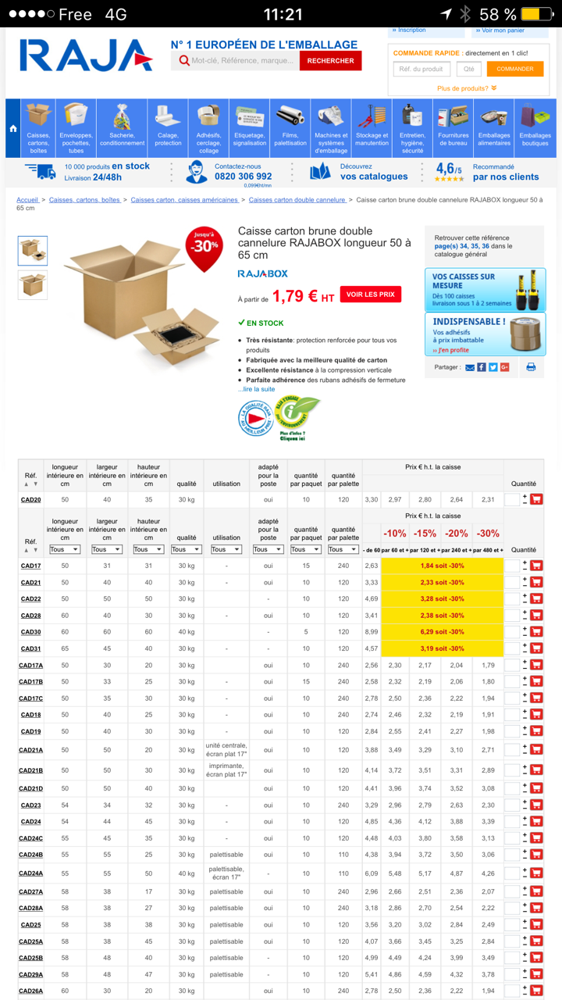 Free 4G 11:21 58 %
» Inscription » Voir mon panier
RAJA
N° 1 EUROPÉEN DE L'EMBALLAGE
Mot-clé, Référence, marque... RECHERCHER
COMMANDE RAPIDE : directement en 1 clic!
Réf. du produit Qté COMMANDER
Plus de produits?
Caisses, cartons, boîtes
Enveloppes, pochettes, tubes
Sacherie, conditionnement
Calage, protection
Adhésifs, cerclage, collage
Etiquetage, signalisation
Films, palettisation
Machines et systèmes d'emballage
Stockage et manutention
Entretien, hygiène, sécurité
Fournitures de bureau
Emballages alimentaires
Emballages boutiques
10 000 produits en stock
Livraison 24/48h
Contactez-nous
0820 306 992
0,099€ht/mn
Découvrez
vos catalogues
4,6/5
Recommandé
par nos clients
Accueil > Caisses, cartons, boîtes > Caisses carton, caisses américaines > Caisses carton double cannelure > Caisse carton brune double cannelure RAJABOX longueur 50 à
65 cm
Jusqu'à
-30%
Caisse carton brune double
cannelure RAJABOX longueur 50 à
65 cm
RAJABOX
À partir de 1,79 € HT VOIR LES PRIX
EN STOCK
Très résistante: protection renforcée pour tous vos
produits
Fabriquée avec la meilleure qualité de carton
Excellente résistance à la compression verticale
Parfaite adhérence des rubans adhésifs de fermeture
...lire la suite
LA QUALITÉ RAJA
AU MEILLEUR PRIX
RAJA S'ENGAGE
POUR L'ENVIRONNEMENT
Plus d'infos ?
Cliquez ici
Retrouver cette référence
page(s) 34, 35, 36 dans le
catalogue général
VOS CAISSES SUR
MESURE
Dès 100 caisses
livraison sous 1 à 2 semaines
INDISPENSABLE !
Vos adhésifs
à prix imbattable
›› J'en profite
Partager :
Réf. longueur intérieure en cm largeur intérieure en cm hauteur intérieure en cm qualité utilisation adapté pour la poste quantité par paquet quantité par palette Prix € h.t. la caisse Quantité
CAD20 50 40 35 30 kg oui 10 120 3,30 2,97 2,80 2,64 2,31 + −
Réf. longueur intérieure en cm largeur intérieure en cm hauteur intérieure en cm qualité utilisation adapté pour la poste quantité par paquet quantité par palette Prix € h.t. la caisse Quantité
-10% -15% -20% -30%
Tous Tous Tous Tous Tous Tous Tous Tous - de 60 par 60 et + par 120 et + par 240 et + par 480 et +
CAD17 50 31 31 30 kg - oui 15 240 2,63 1,84 soit -30% + −
CAD21 50 40 40 30 kg - oui 10 120 3,33 2,33 soit -30% + −
CAD22 50 50 50 30 kg - - 10 120 4,69 3,28 soit -30% + −
CAD28 60 40 30 30 kg - oui 10 120 3,41 2,38 soit -30% + −
CAD30 60 60 60 40 kg - - 5 120 8,99 6,29 soit -30% + −
CAD31 65 45 40 30 kg - - 10 120 4,57 3,19 soit -30% + −
CAD17A 50 30 20 30 kg oui 10 240 2,56 2,30 2,17 2,04 1,79 + −
CAD17B 50 33 25 30 kg - oui 15 240 2,58 2,32 2,19 2,06 1,80 + −
CAD17C 50 35 30 30 kg - oui 10 240 2,78 2,50 2,36 2,22 1,94 + −
CAD18 50 40 25 30 kg - oui 10 240 2,74 2,46 2,32 2,19 1,91 + −
CAD19 50 40 30 30 kg - oui 10 240 2,84 2,55 2,41 2,27 1,98 + −
CAD21A 50 50 20 30 kg unité centrale, écran plat 17" oui 10 240 3,88 3,49 3,29 3,10 2,71 + −
CAD21B 50 50 30 30 kg imprimante, écran plat 17" oui 10 240 4,14 3,72 3,51 3,31 2,89 + −
CAD21D 50 50 40 30 kg oui 10 120 4,41 3,96 3,74 3,52 3,08 + −
CAD23 54 34 32 30 kg - oui 10 240 3,29 2,96 2,79 2,63 2,30 + −
CAD24 54 44 45 30 kg - oui 10 120 4,85 4,36 4,12 3,88 3,39 + −
CAD24C 55 45 35 30 kg - oui 10 120 4,48 4,03 3,80 3,58 3,13 + −
CAD24B 55 55 25 30 kg palettisable oui 10 110 4,38 3,94 3,72 3,50 3,06 + −
CAD24A 55 55 50 40 kg palettisable, écran 17" - 10 110 6,09 5,48 5,17 4,87 4,26 + −
CAD27A 58 38 17 30 kg palettisable oui 10 240 2,96 2,66 2,51 2,36 2,07 + −
CAD28A 58 38 27 30 kg palettisable oui 10 240 3,18 2,86 2,70 2,54 2,22 + −
CAD25 58 38 38 30 kg palettisable oui 10 120 3,56 3,20 3,02 2,84 2,49 + −
CAD25A 58 38 45 30 kg palettisable oui 10 120 4,07 3,66 3,45 3,25 2,84 + −
CAD25B 58 48 40 30 kg palettisable - 10 120 4,99 4,49 4,24 3,99 3,49 + −
CAD29A 58 48 47 30 kg palettisable - 10 120 5,41 4,86 4,59 4,32 3,78 + −
CAD26A 60 30 20 30 kg oui 10 240 2,78 2,50 2,36 2,22 1,94 + −